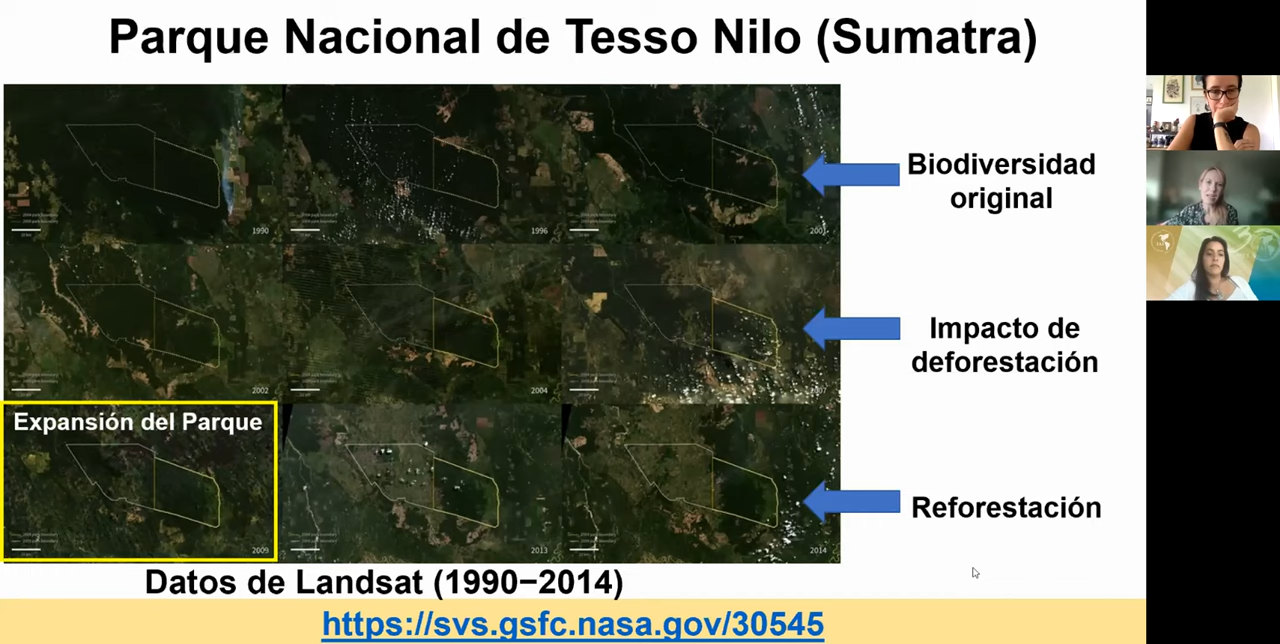 Parque Nacional de Tesso Nilo (Sumatra)
1990
1996
Biodiversidad
original
2002
2004
Impacto de
deforestación
Expansión del Parque
2009
2013
2014
Reforestación
Datos de Landsat (1990−2014)
https://svs.gsfc.nasa.gov/30545